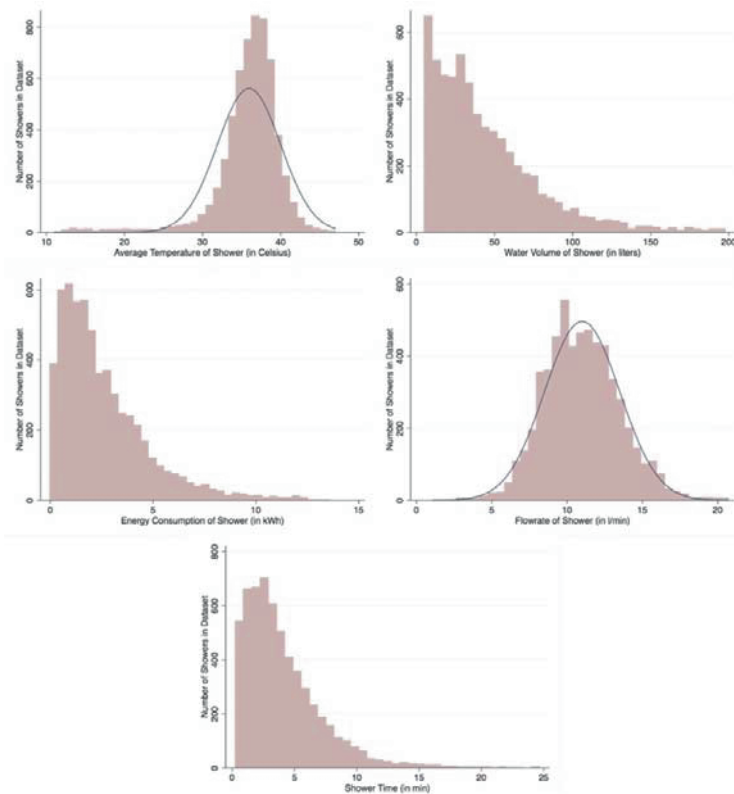 Number of Showers in Dataset
0 200 400 600 800
10 20 30 40 50
Average Temperature of Shower (in Celsius)
Number of Showers in Dataset
0 200 400 600
0 50 100 150 200
Water Volume of Shower (in liters)
Number of Showers in Dataset
0 200 400 600
0 5 10 15
Energy Consumption of Shower (in kWh)
Number of Showers in Dataset
0 200 400 600
0 5 10 15 20
Flowrate of Shower (in l/min)
Number of Showers in Dataset
0 200 400 600 800
0 5 10 15 20 25
Shower Time (in min)